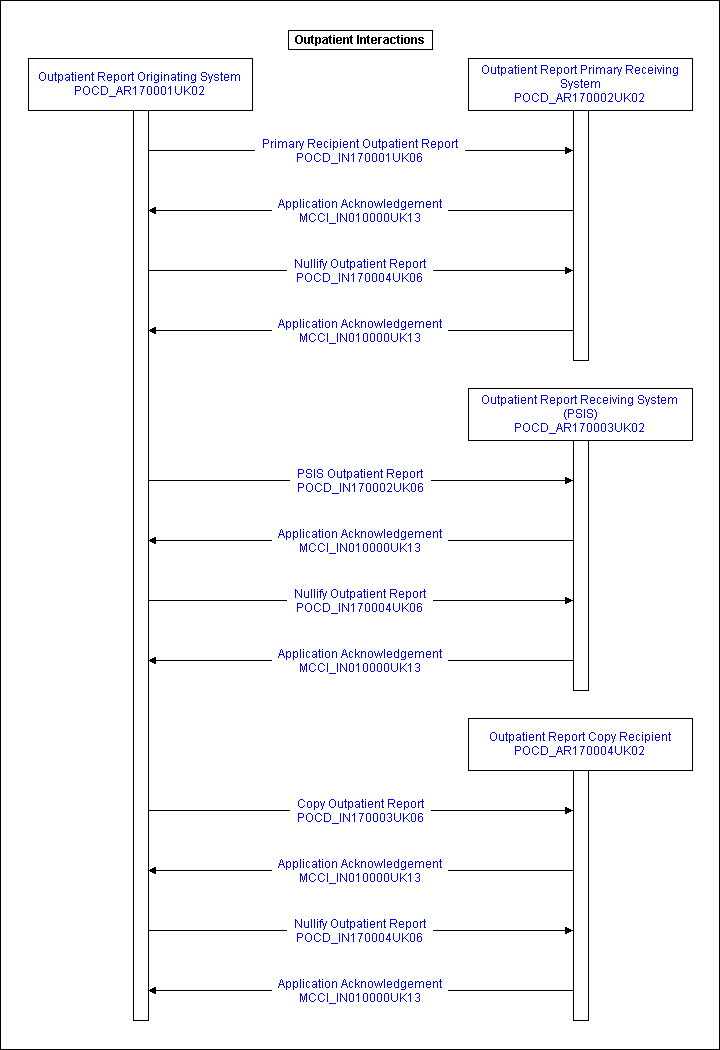 Outpatient Interactions
Outpatient Report Originating System
POCD_AR170001UK02
Outpatient Report Primary Receiving
System
POCD_AR170002UK02
Primary Recipient Outpatient Report
POCD_IN170001UK06
Application Acknowledgement
MCCI_IN010000UK13
Nullify Outpatient Report
POCD_IN170004UK06
Application Acknowledgement
MCCI_IN010000UK13
Outpatient Report Receiving System
(PSIS)
POCD_AR170003UK02
PSIS Outpatient Report
POCD_IN170002UK06
Application Acknowledgement
MCCI_IN010000UK13
Nullify Outpatient Report
POCD_IN170004UK06
Application Acknowledgement
MCCI_IN010000UK13
Outpatient Report Copy Recipient
POCD_AR170004UK02
Copy Outpatient Report
POCD_IN170003UK06
Application Acknowledgement
MCCI_IN010000UK13
Nullify Outpatient Report
POCD_IN170004UK06
Application Acknowledgement
MCCI_IN010000UK13